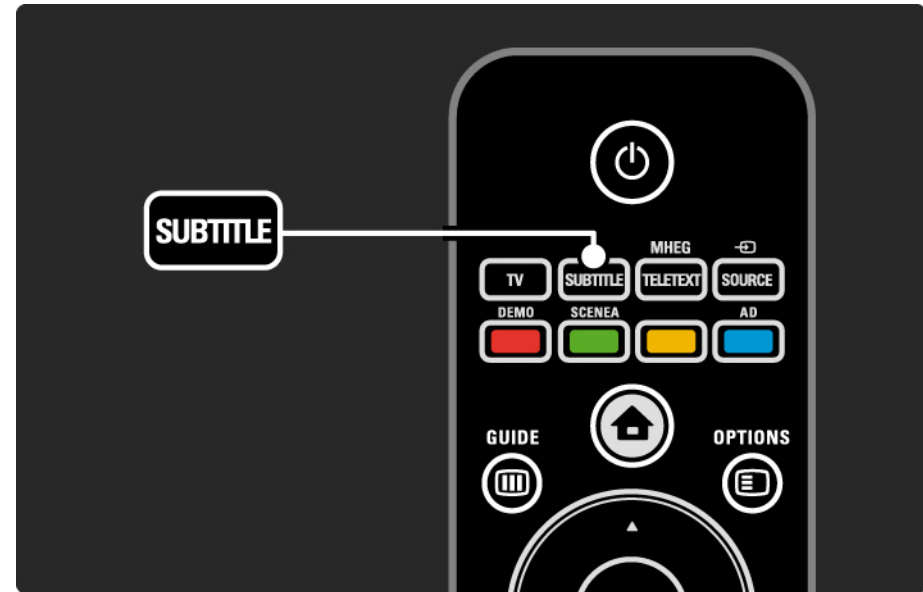 SUBTITLE
MHEG
TV SUBTITLE TELETEXT SOURCE
DEMO SCENEA AD
GUIDE OPTIONS